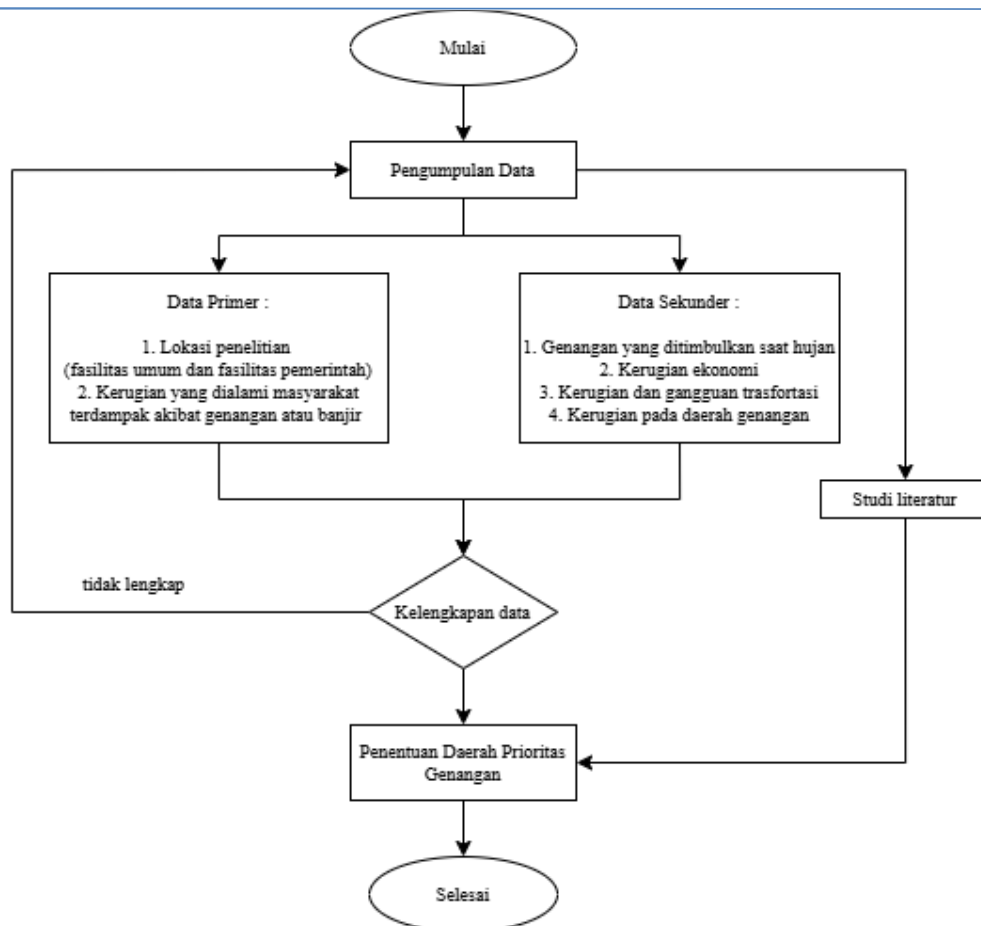 Mulai
Pengumpulan Data
Data Primer :
1. Lokasi penelitian
(fasilitas umum dan fasilitas pemerintah)
2. Kerugian yang dialami masyarakat
terdampak akibat genangan atau banjir
Data Sekunder :
1. Genangan yang ditimbulkan saat hujan
2. Kerugian ekonomi
3. Kerugian dan gangguan trasfortasi
4. Kerugian pada daerah genangan
Studi literatur
tidak lengkap
Kelengkapan data
Penentuan Daerah Prioritas
Genangan
Selesai